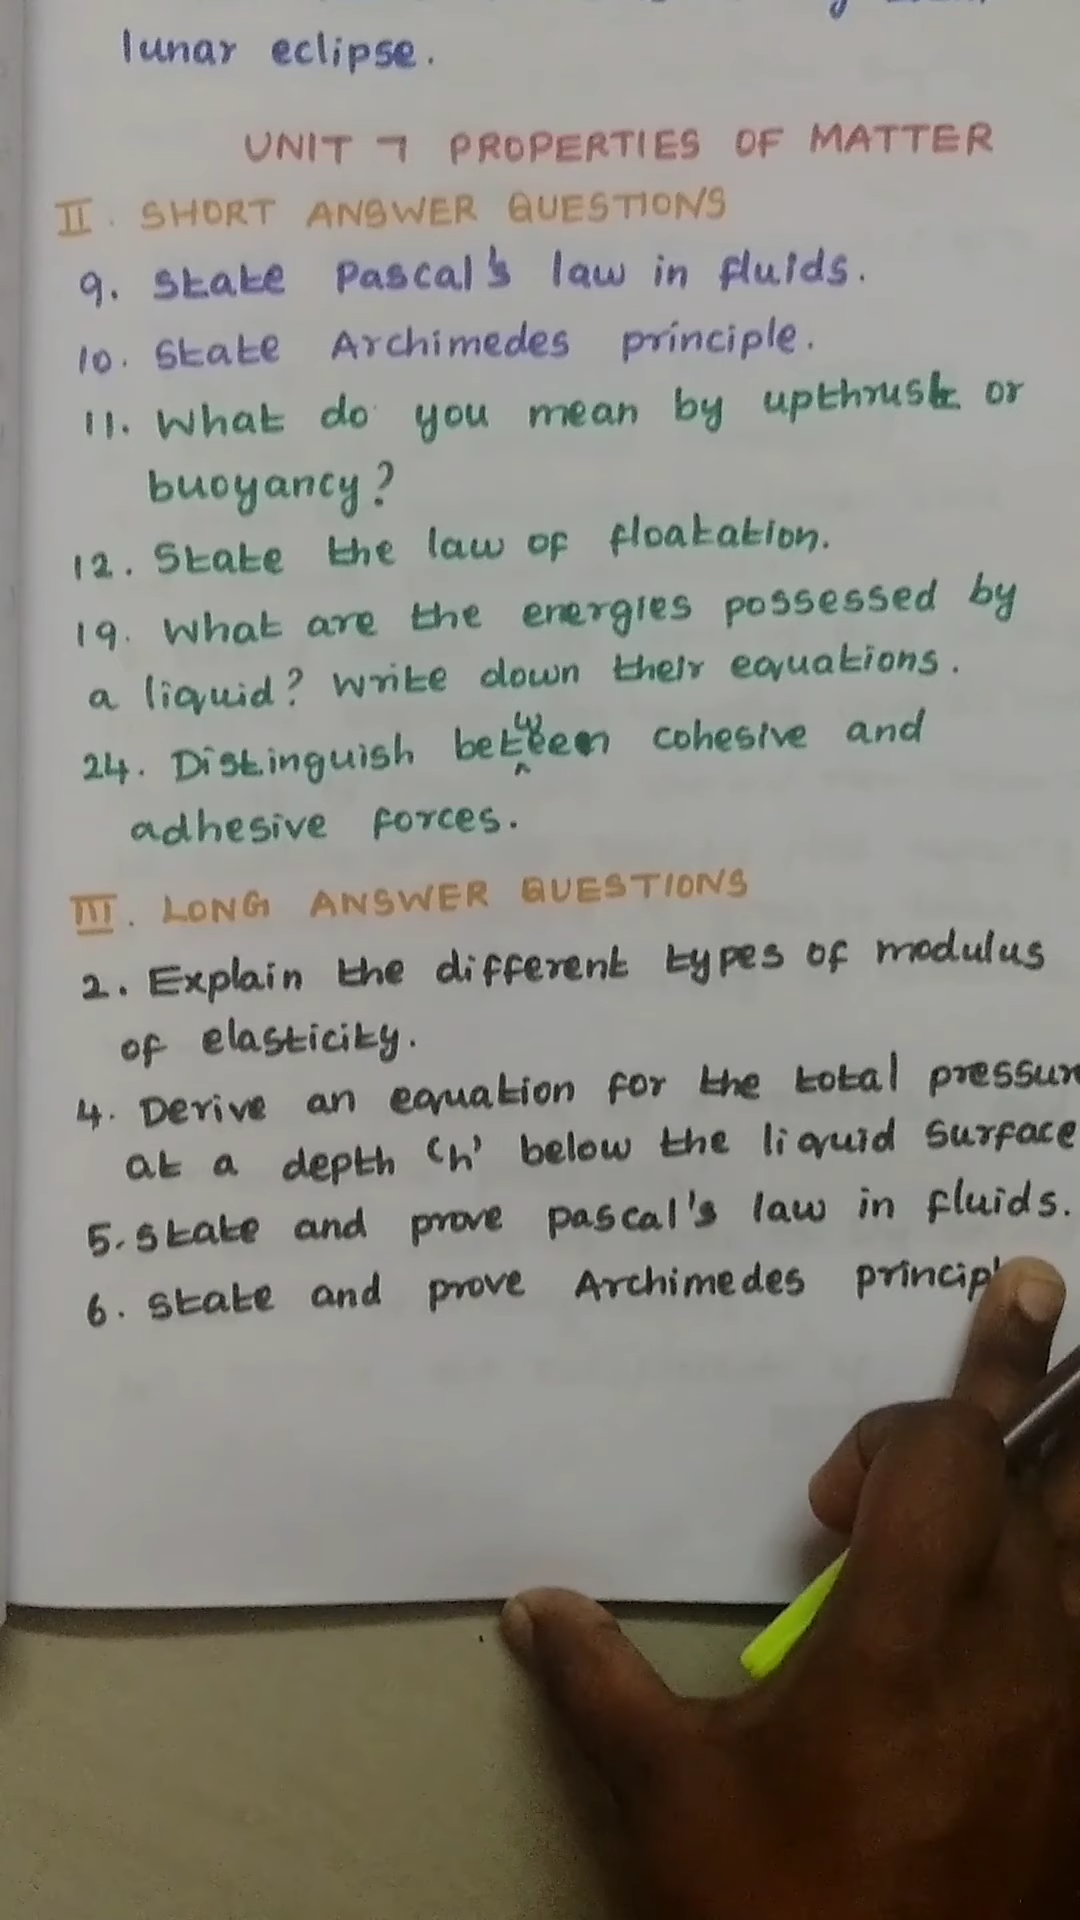 lunar eclipse.
UNIT 7 PROPERTIES OF MATTER
II. SHORT ANSWER QUESTIONS
9. State Pascal's law in fluids.
10. State Archimedes principle.
11. What do you mean by upthrust or
buoyancy?
12. State the law of floatation.
19. What are the energies possessed by
a liquid? Write down their equations.
24. Distinguish between cohesive and
adhesive forces.
III. LONG ANSWER QUESTIONS
2. Explain the different types of modulus
of elasticity.
4. Derive an equation for the total pressur
at a depth 'h' below the liquid surface
5. State and prove pascal's law in fluids.
6. State and prove Archimedes princip